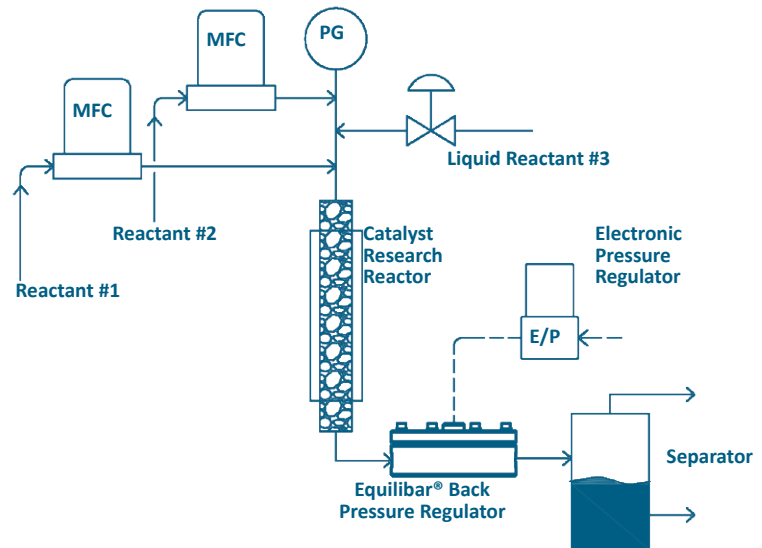 MFC
PG
MFC
Liquid Reactant #3
Reactant #2
Reactant #1
Catalyst
Research
Reactor
Electronic
Pressure
Regulator
E/P
Separator
Equilibar® Back
Pressure Regulator